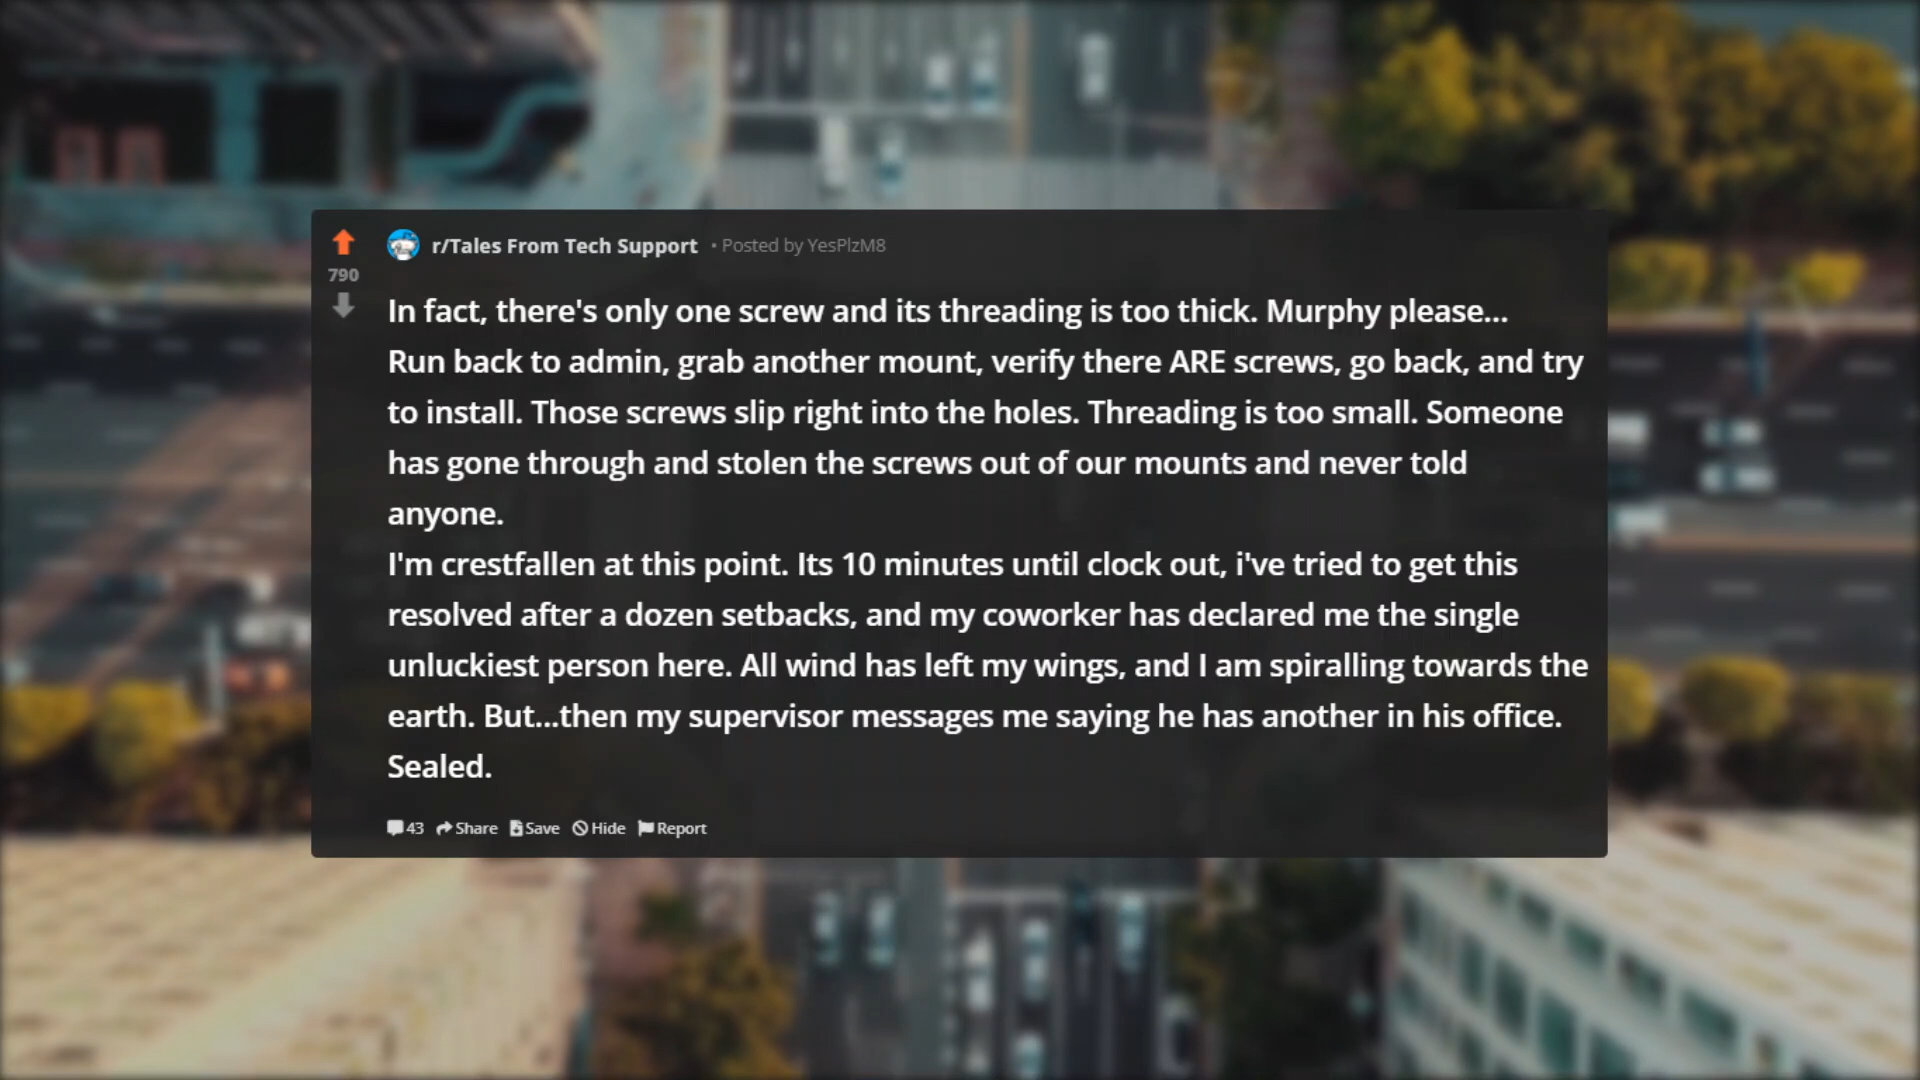 r/Tales From Tech Support • Posted by YesPlzM8
790
In fact, there's only one screw and its threading is too thick. Murphy please...
Run back to admin, grab another mount, verify there ARE screws, go back, and try
to install. Those screws slip right into the holes. Threading is too small. Someone
has gone through and stolen the screws out of our mounts and never told
anyone.
I'm crestfallen at this point. Its 10 minutes until clock out, i've tried to get this
resolved after a dozen setbacks, and my coworker has declared me the single
unluckiest person here. All wind has left my wings, and I am spiralling towards the
earth. But...then my supervisor messages me saying he has another in his office.
Sealed.
43 Share Save Hide Report